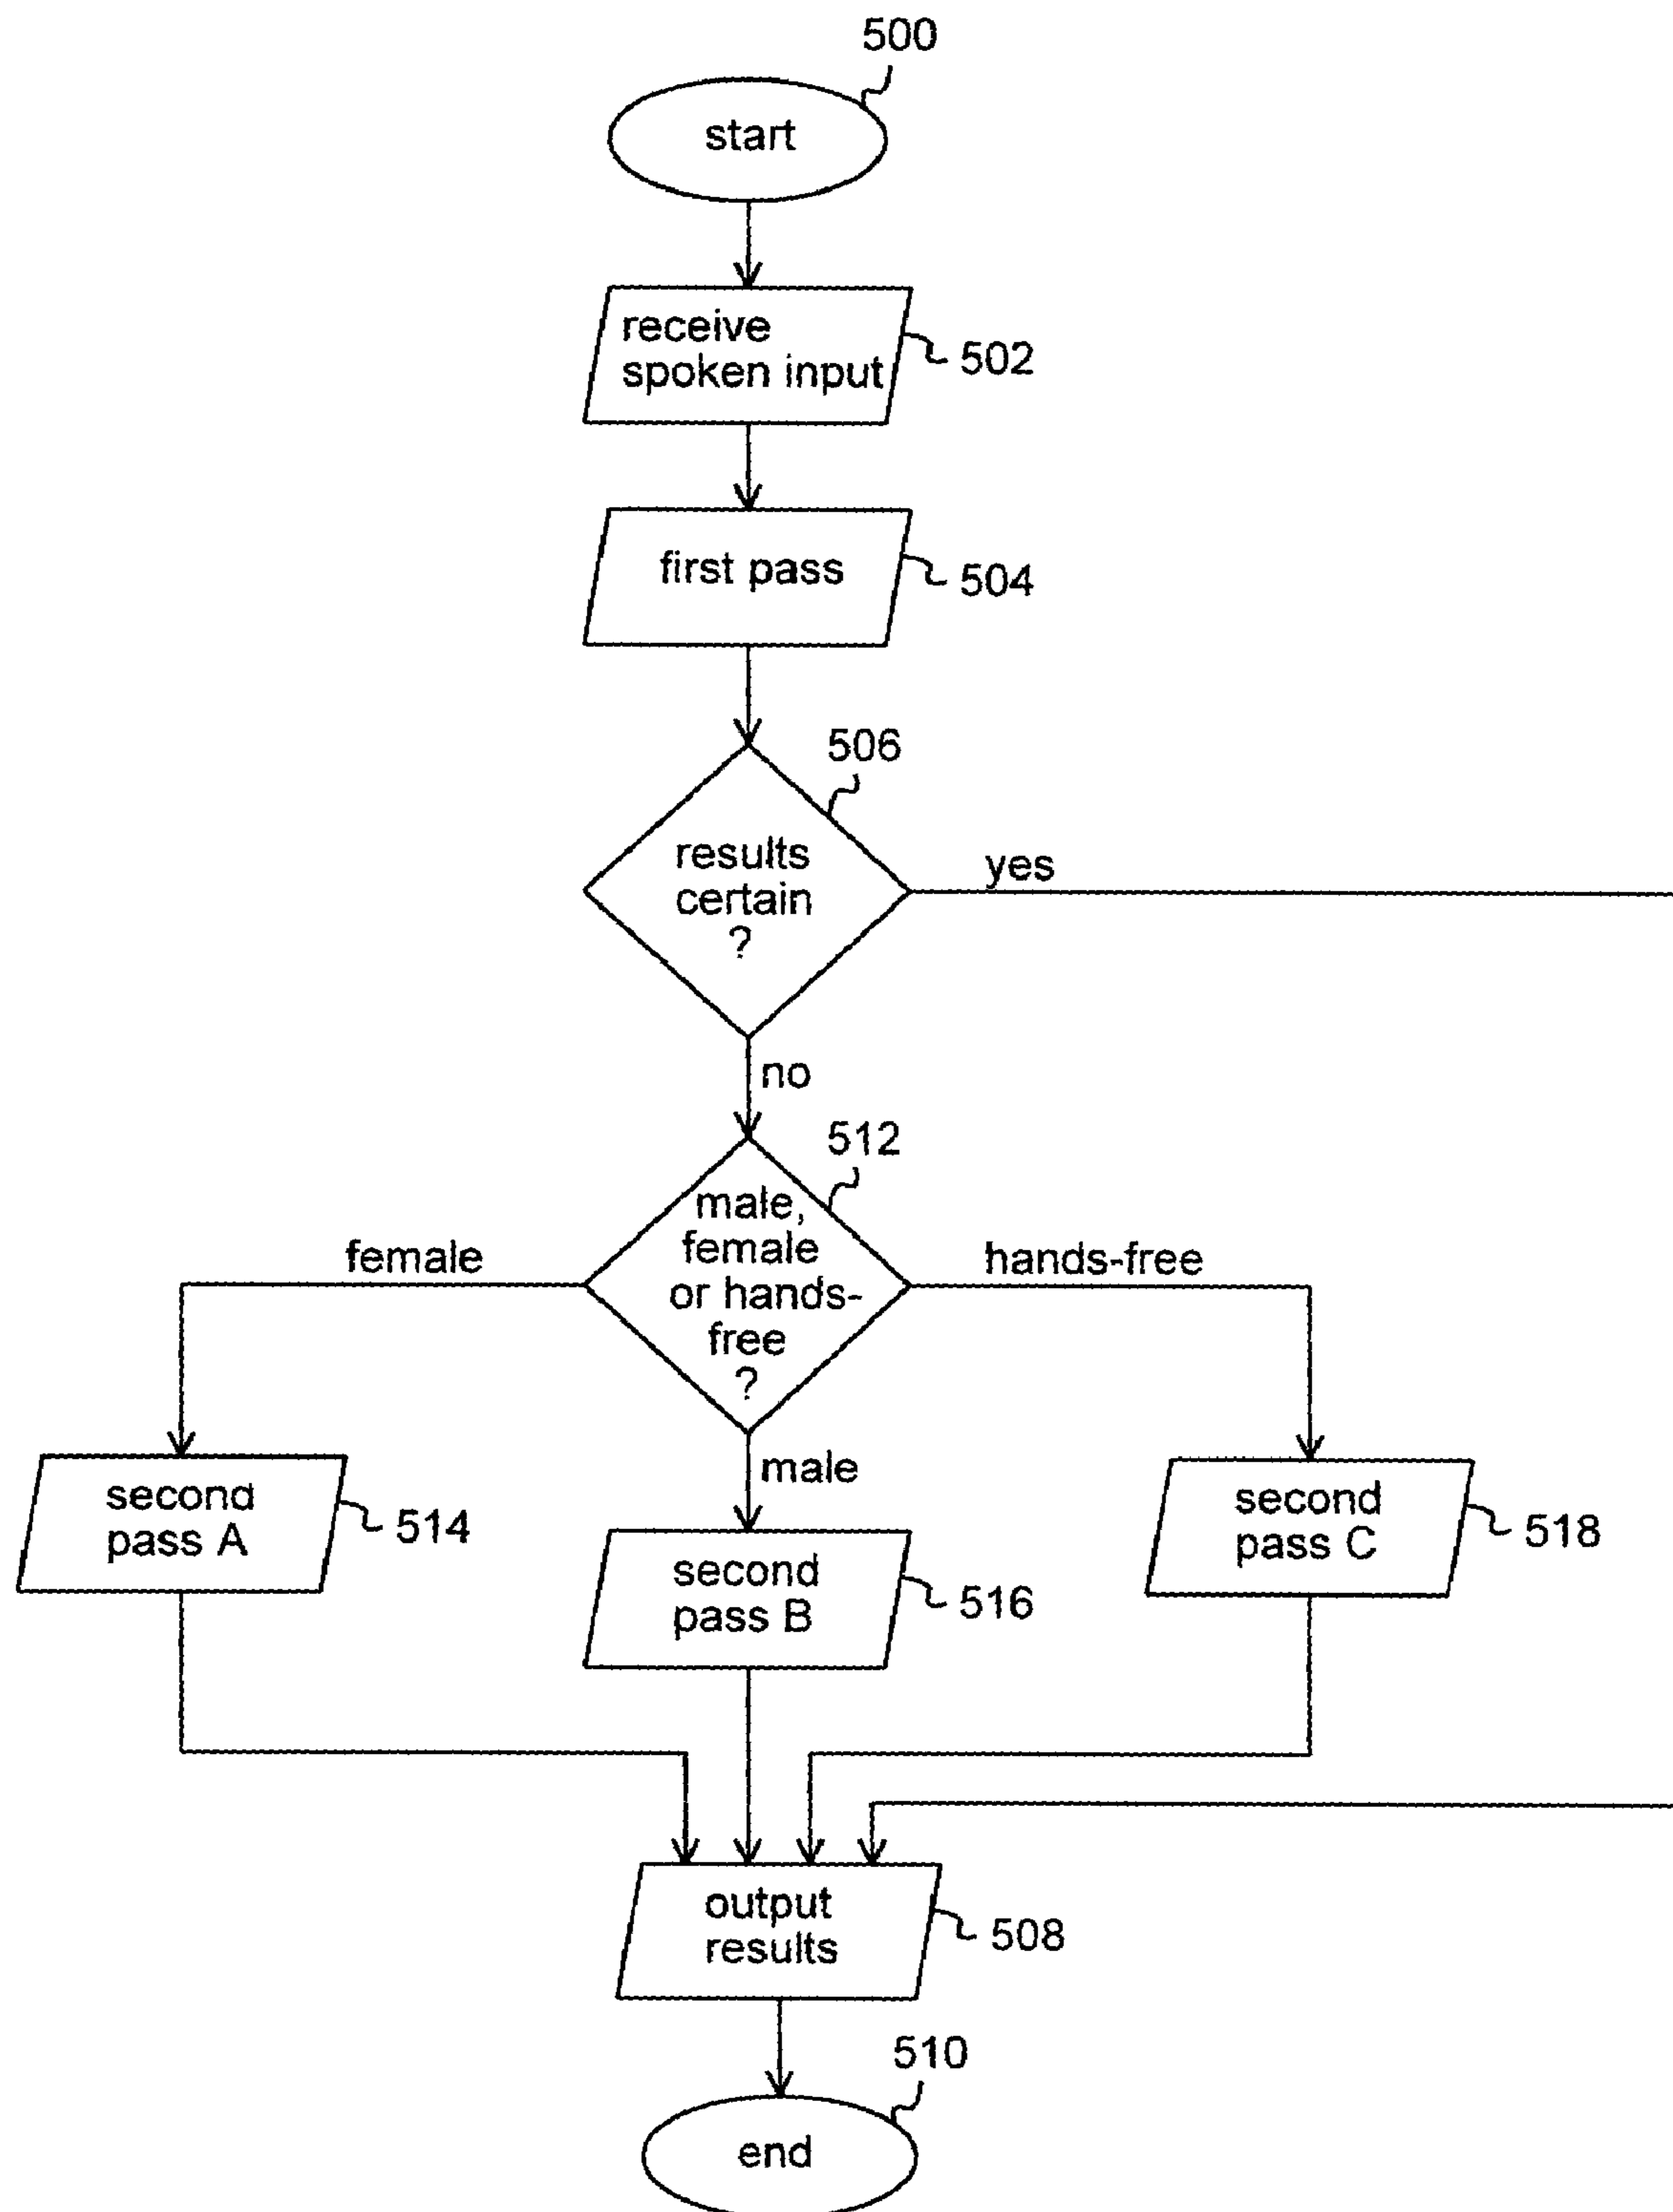 500
start
receive
spoken input
502
first pass
504
506
results
certain
?
yes
no
512
male,
female
or hands-
free
?
female
hands-free
male
second
pass A
514
second
pass B
516
second
pass C
518
output
results
508
510
end